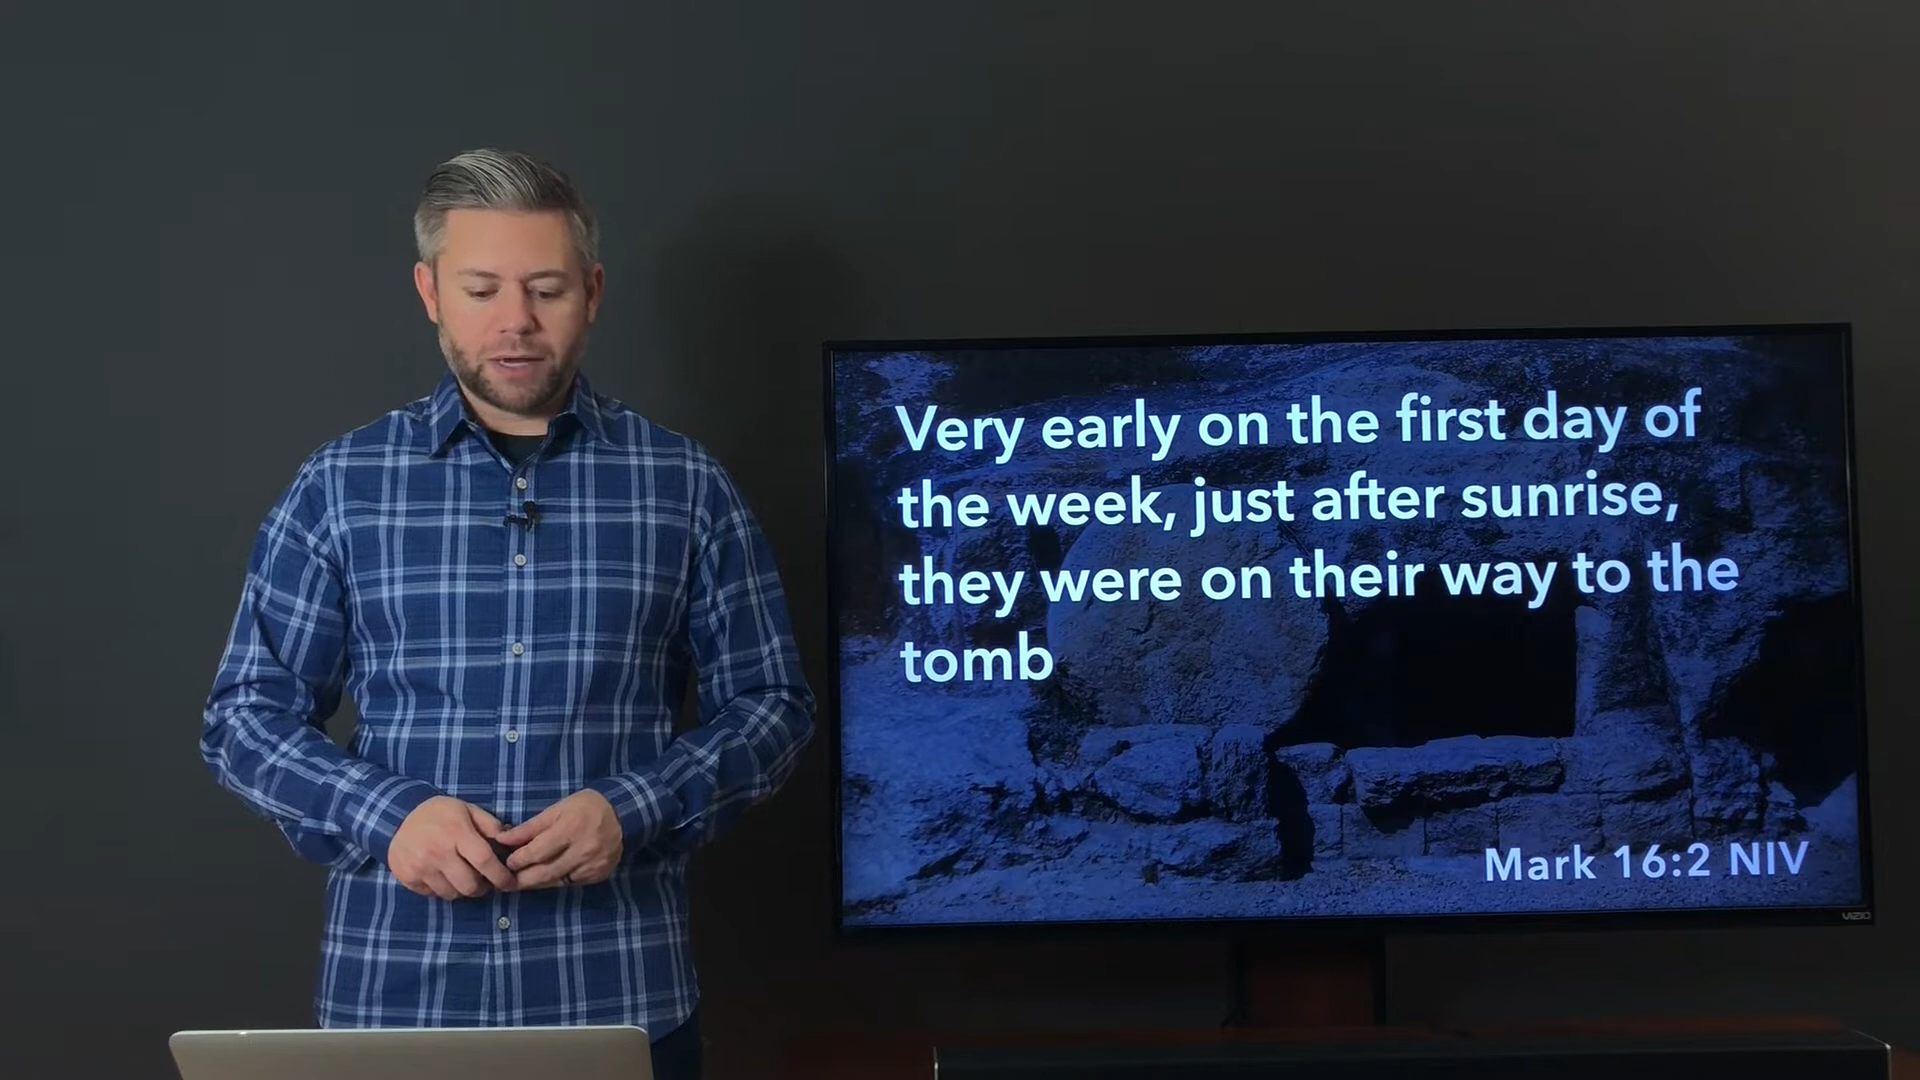 Very early on the first day of
the week, just after sunrise,
they were on their way to the
tomb
Mark 16:2 NIV
VIZIO